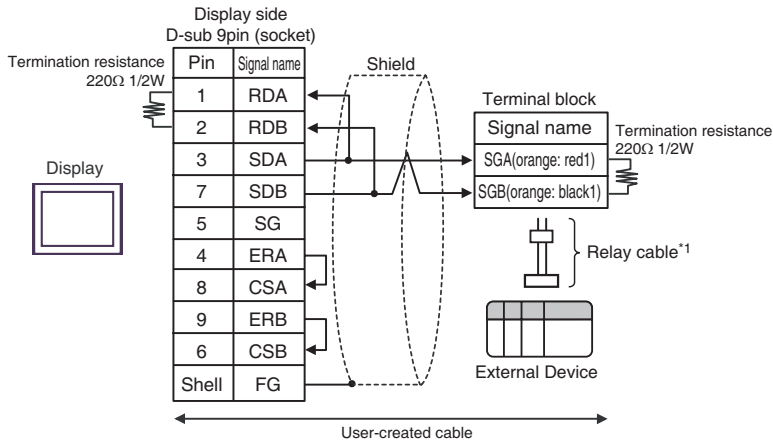 Display side
D-sub 9pin (socket)
Termination resistance
220Ω 1/2W
Pin Signal name
1 RDA
2 RDB
3 SDA
7 SDB
5 SG
4 ERA
8 CSA
9 ERB
6 CSB
Shell FG
Display
Shield
Terminal block
Signal name
SGA(orange: red1)
SGB(orange: black1)
Termination resistance
220Ω 1/2W
Relay cable*1
External Device
User-created cable